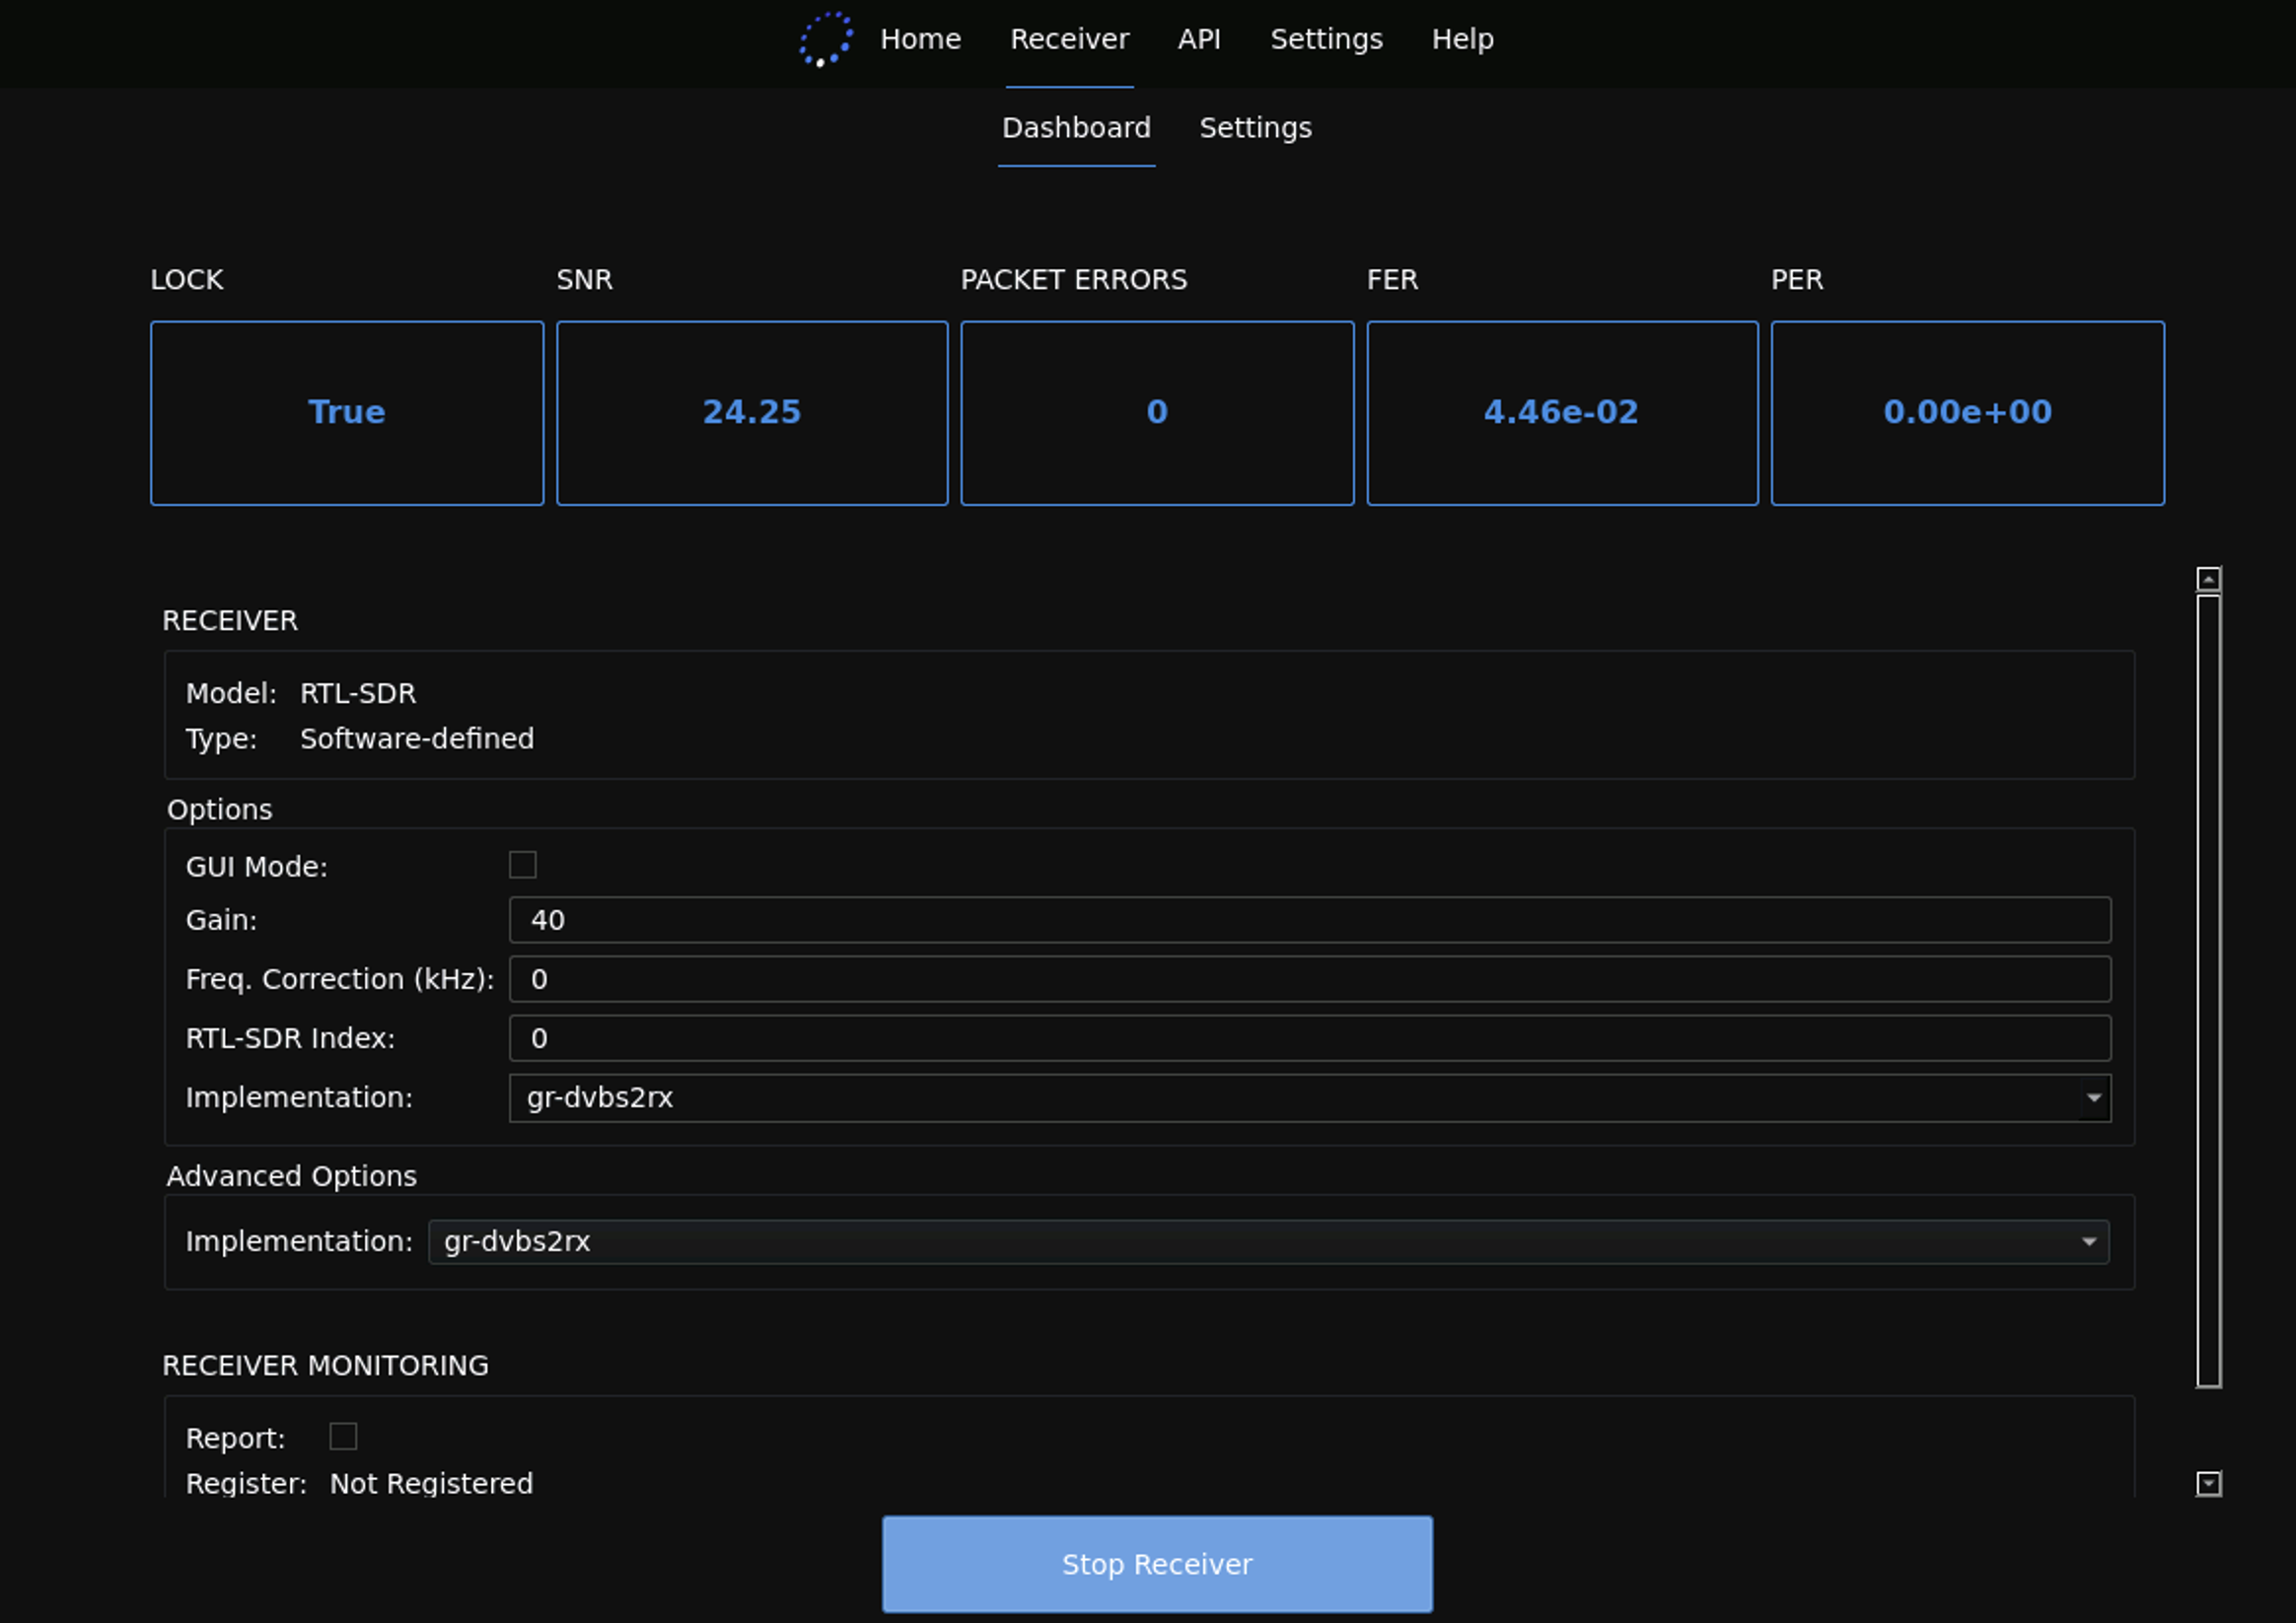 Home Receiver API Settings Help
Dashboard Settings
LOCK SNR PACKET ERRORS FER PER
True 24.25 0 4.46e-02 0.00e+00
RECEIVER
Model: RTL-SDR
Type: Software-defined
Options
GUI Mode:
Gain: 40
Freq. Correction (kHz): 0
RTL-SDR Index: 0
Implementation: gr-dvbs2rx
Advanced Options
Implementation: gr-dvbs2rx
RECEIVER MONITORING
Report:
Register: Not Registered
Stop Receiver